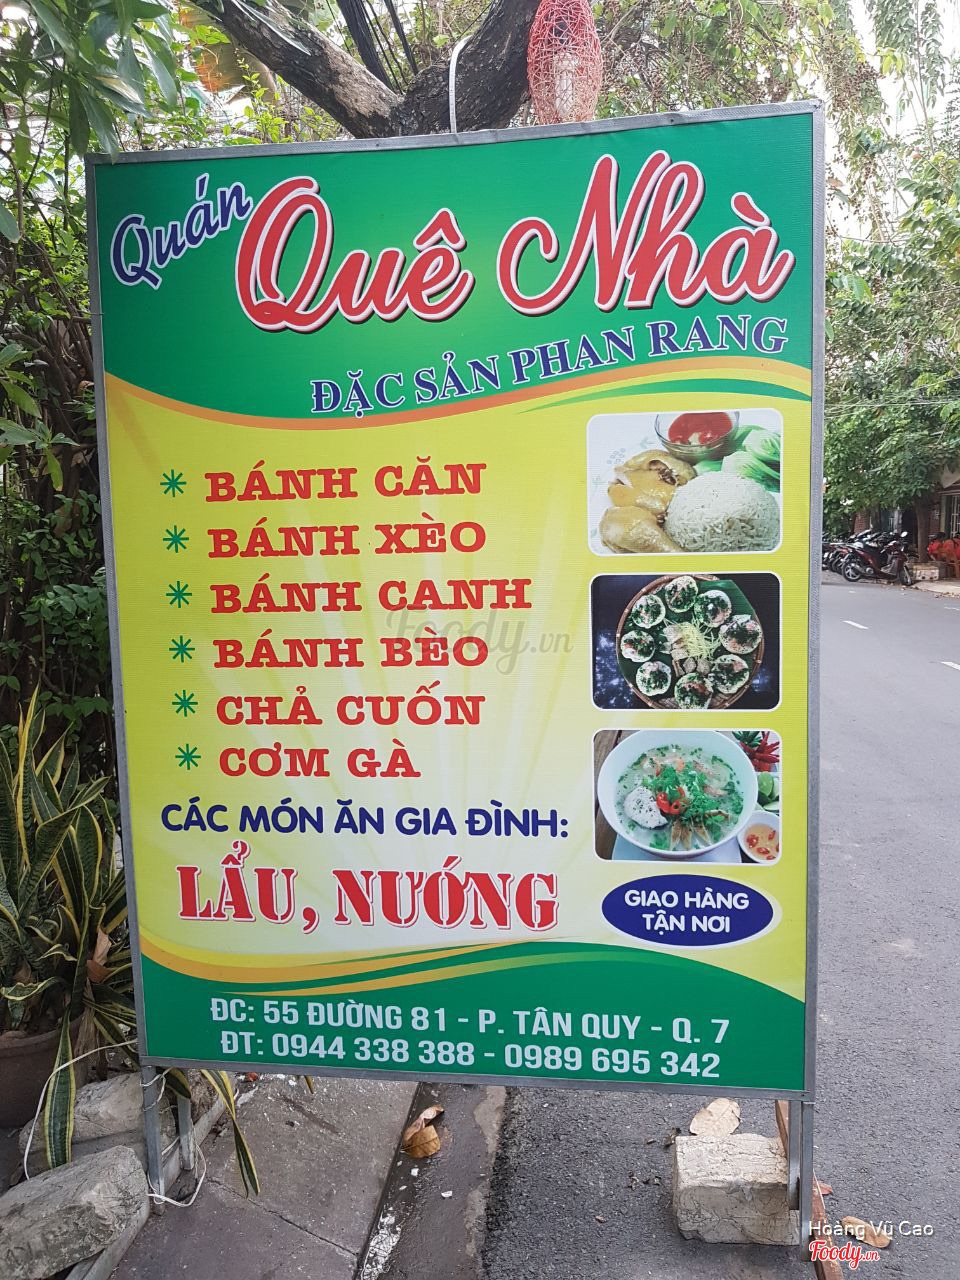 Quán
Quê Nhà
ĐẶC SẢN PHAN RANG
BÁNH CĂN
BÁNH XÈO
BÁNH CANH
BÁNH BÈO
CHẢ CUỐN
CƠM GÀ
CÁC MÓN ĂN GIA ĐÌNH:
LẨU, NƯỚNG
GIAO HÀNG
TẬN NƠI
ĐC: 55 ĐƯỜNG 81 - P. TÂN QUY - Q. 7
ĐT: 0944 338 388 - 0989 695 342
Foody.vn
Hoàng Vũ Cao
Foody.vn